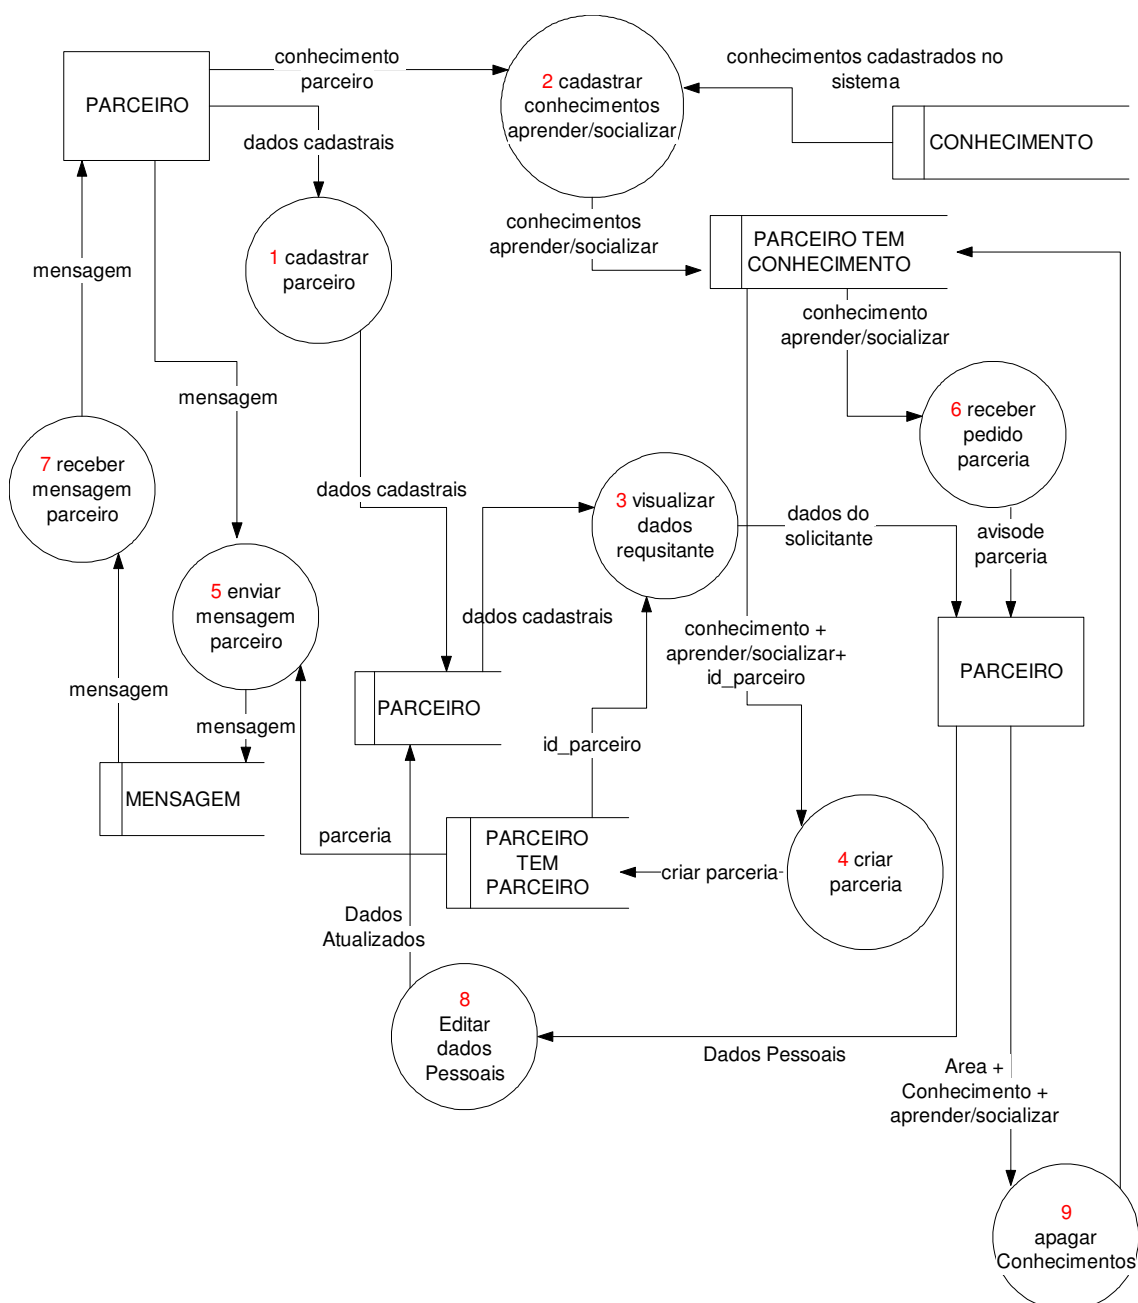 conhecimento
parceiro
conhecimentos cadastrados no
sistema
PARCEIRO
2 cadastrar
conhecimentos
aprender/socializar
CONHECIMENTO
dados cadastrais
conhecimentos
aprender/socializar
PARCEIRO TEM
CONHECIMENTO
mensagem
1 cadastrar
parceiro
conhecimento
aprender/socializar
mensagem
6 receber
pedido
parceria
7 receber
mensagem
parceiro
dados cadastrais
3 visualizar
dados
requsitante
dados do
solicitante
avisode
parceria
5 enviar
mensagem
parceiro
dados cadastrais
conhecimento +
aprender/socializar+
id_parceiro
PARCEIRO
mensagem
mensagem
PARCEIRO
id_parceiro
MENSAGEM
parceria
PARCEIRO
TEM
PARCEIRO
criar parceria
4 criar
parceria
Dados
Atualizados
8
Editar
dados
Pessoais
Dados Pessoais
Area +
Conhecimento +
aprender/socializar
9
apagar
Conhecimentos